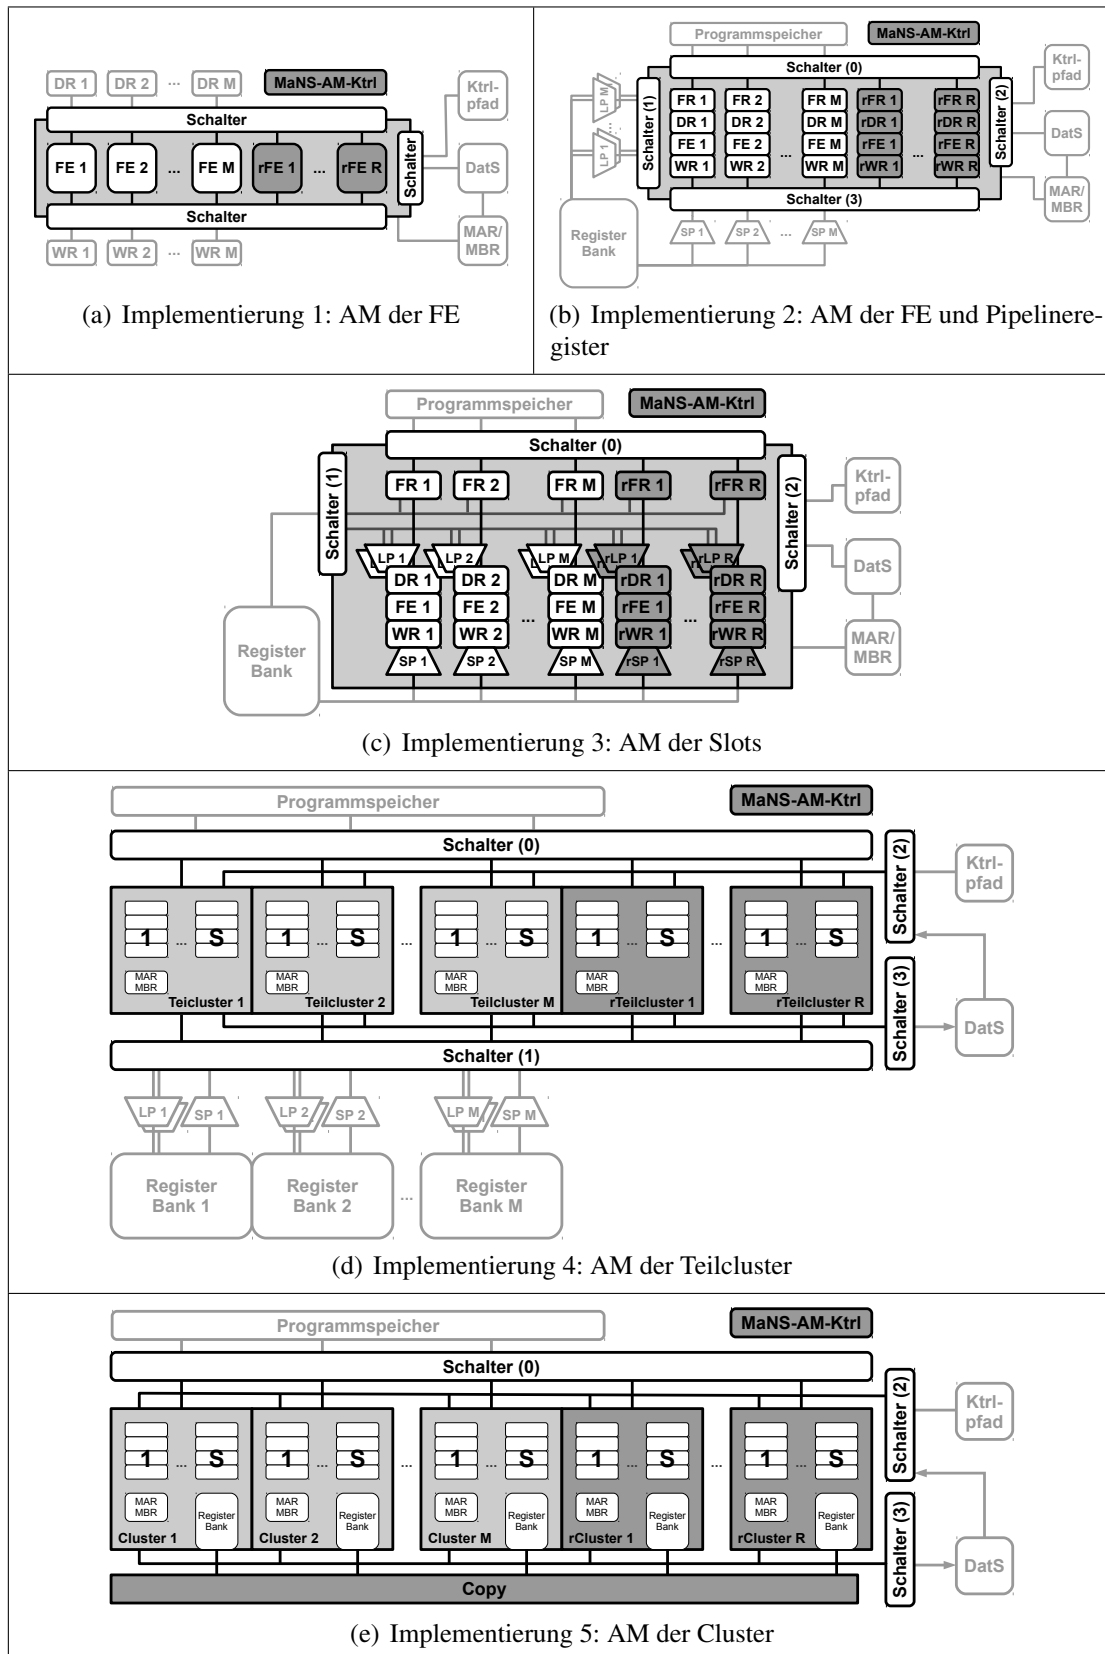 DR 1 DR 2 ... DR M MaNS-AM-Ktrl
Ktrl-
pfad
Schalter
FE 1 FE 2 ... FE M rFE 1 ... rFE R
Schalter
DatS
Schalter
WR 1 WR 2 ... WR M
MAR/
MBR
(a) Implementierung 1: AM der FE
Programmspeicher MaNS-AM-Ktrl
Schalter (0)
Ktrl-
pfad
LP M
...
LP 1
Schalter (1)
FR 1 FR 2 FR M rFR 1 rFR R
DR 1 DR 2 DR M rDR 1 rDR R
FE 1 FE 2 FE M rFE 1 rFE R
WR 1 WR 2 ... WR M rWR 1 ... rWR R
Schalter (2)
DatS
MAR/
MBR
Schalter (3)
Register
Bank
SP 1 SP 2 ... SP M
(b) Implementierung 2: AM der FE und Pipelinere-
gister
Programmspeicher MaNS-AM-Ktrl
Schalter (0)
Schalter (1)
FR 1 FR 2 FR M rFR 1 rFR R
Schalter (2)
Ktrl-
pfad
LP 1 LP 2 LP M rLP 1 rLP R
DR 1 DR 2 DR M rDR 1 rDR R
DatS
FE 1 FE 2 ... FE M rFE 1 ... rFE R
WR 1 WR 2 WR M rWR 1 rWR R
SP 1 SP 2 SP M rSP 1 rSP R
Register
Bank
MAR/
MBR
(c) Implementierung 3: AM der Slots
Programmspeicher MaNS-AM-Ktrl
Schalter (0)
Schalter (2)
Ktrl-
pfad
1 ... S 1 ... S ... 1 ... S 1 ... S ... 1 ... S
MAR MAR MAR MAR MAR
MBR MBR MBR MBR MBR
Teicluster 1 Teilcluster 2 Teilcluster M rTeilcluster 1 rTeilcluster R
Schalter (3)
DatS
Schalter (1)
LP 1 SP 1 LP 2 SP 2 LP M SP M
Register Register Register
Bank 1 Bank 2 ... Bank M
(d) Implementierung 4: AM der Teilcluster
Programmspeicher MaNS-AM-Ktrl
Schalter (0)
Schalter (2)
Ktrl-
pfad
1 ... S 1 ... S ... 1 ... S 1 ... S ... 1 ... S
MAR MAR MAR MAR MAR
MBR MBR MBR MBR MBR
Register Register Register Register Register
Bank Bank Bank Bank Bank
Cluster 1 Cluster 2 Cluster M rCluster 1 rCluster R
Schalter (3)
DatS
Copy
(e) Implementierung 5: AM der Cluster